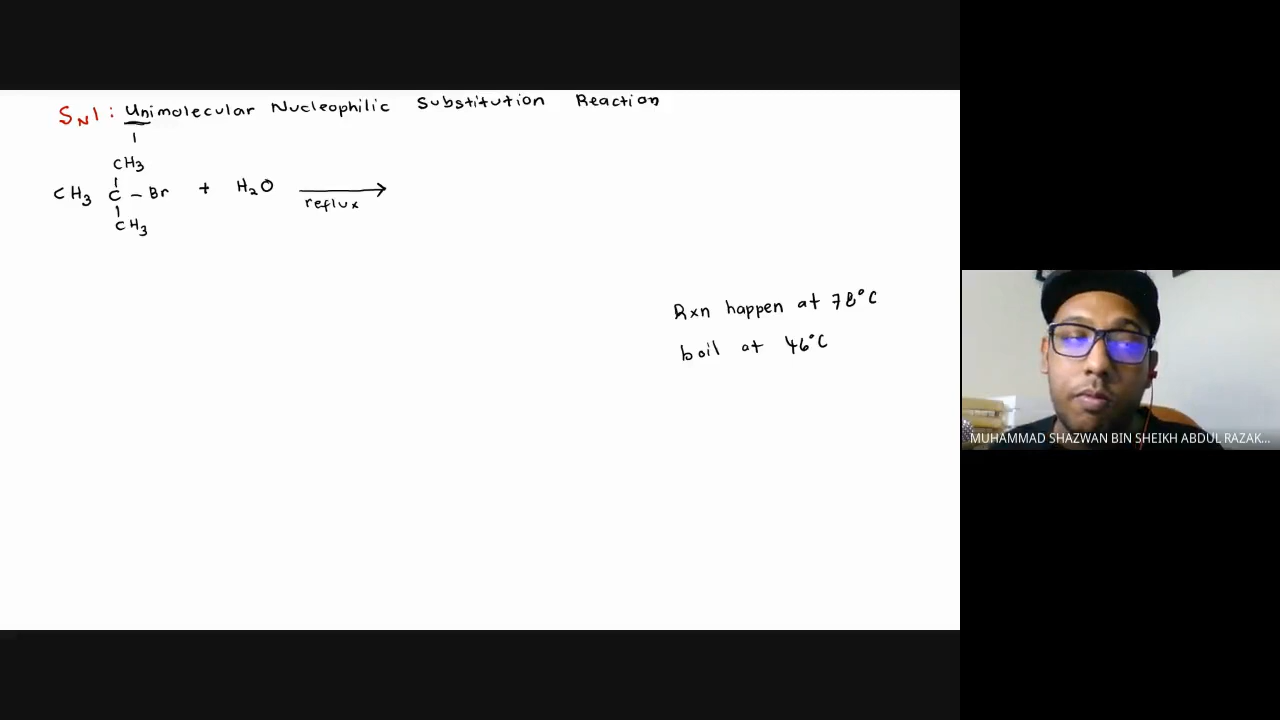 SN1: Unimolecular Nucleophilic Substitution Reaction
1
CH3
CH3 C - Br + H2O
reflux
CH3
Rxn happen at 78°C
boil at 46°C
MUHAMMAD SHAZWAN BIN SHEIKH ABDUL RAZAK...